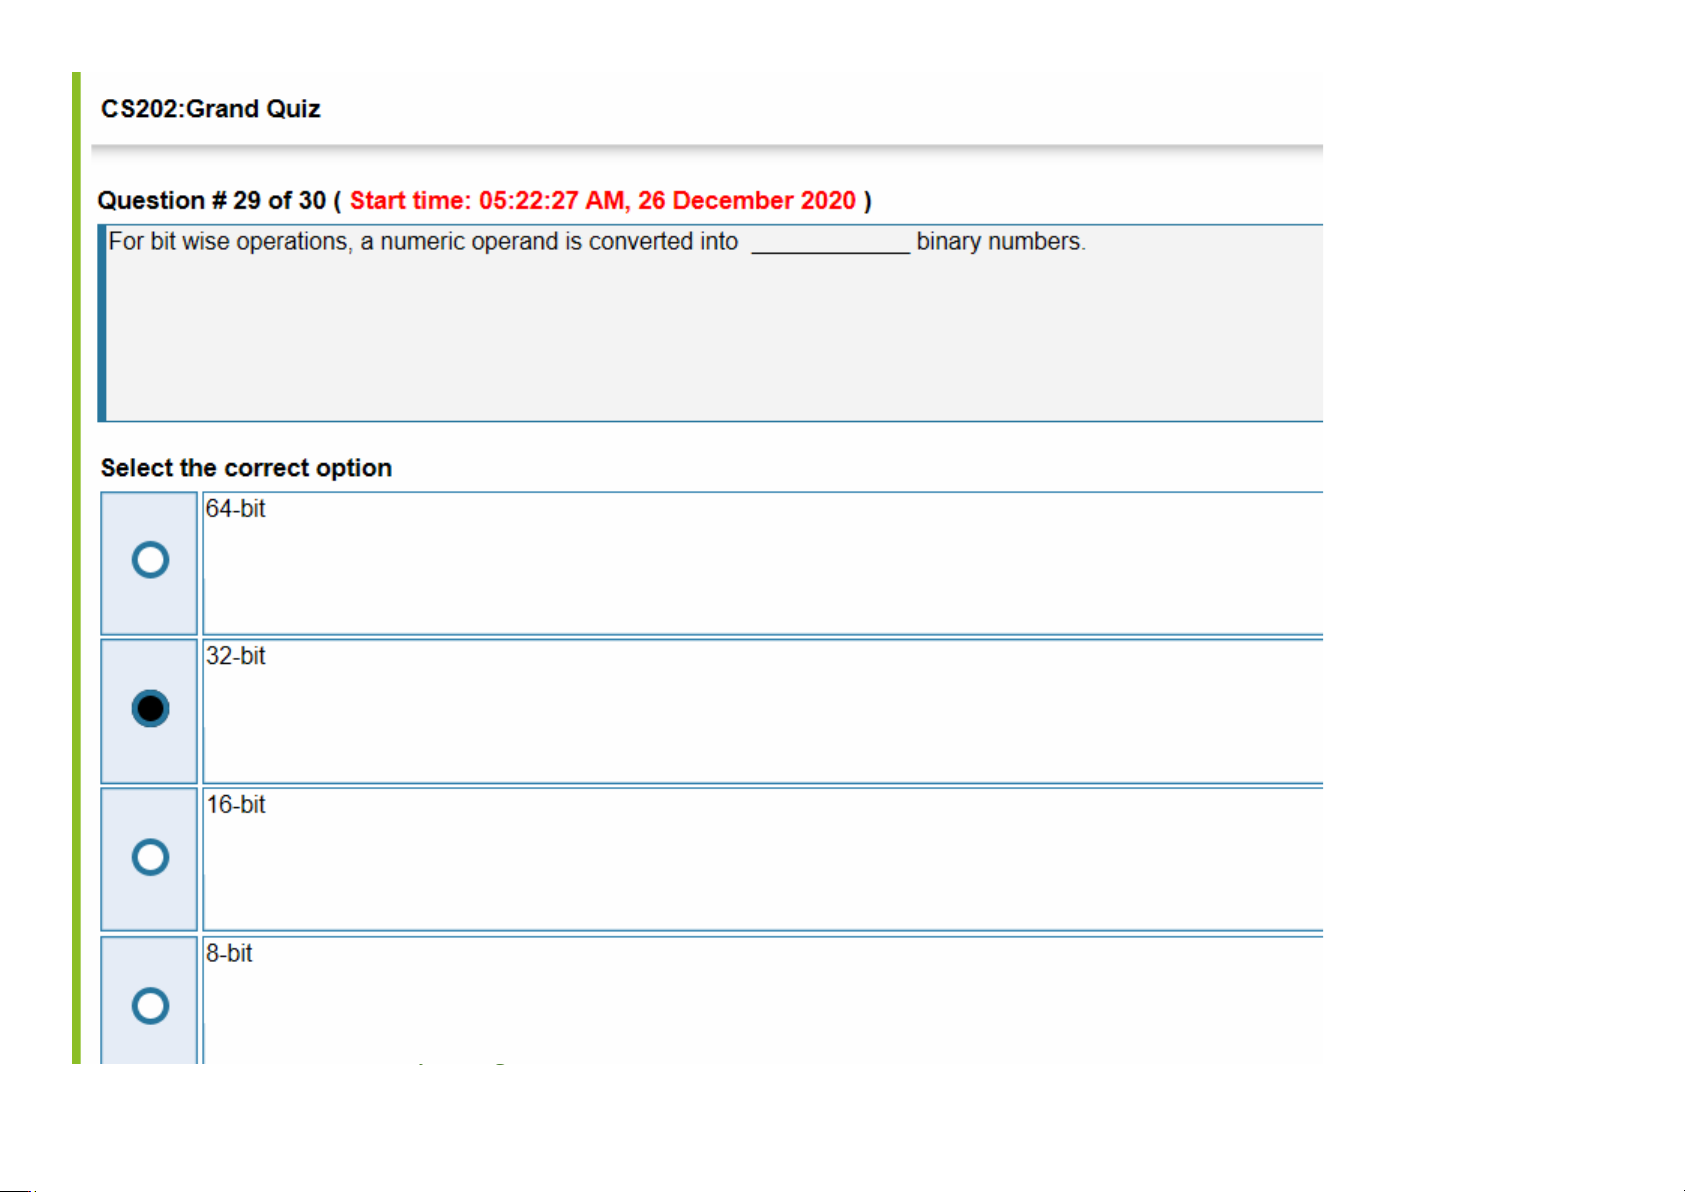 CS202:Grand Quiz
Question # 29 of 30 ( Start time: 05:22:27 AM, 26 December 2020 )
For bit wise operations, a numeric operand is converted into ____________ binary numbers.
Select the correct option
64-bit
32-bit
16-bit
8-bit